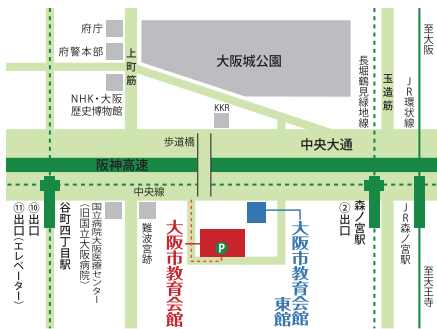 府庁
府警本部
NHK・大阪
歴史博物館
上町筋
大阪城公園
KKR
長堀鶴見緑地線
玉造筋
JR環状線
至大阪
歩道橋
中央大通
阪神高速
中央線
谷町四丁目駅
⑩出口
⑪出口(エレベーター)
国立病院大阪医療センター
(旧国立大阪病院)
難波宮跡
大阪市教育会館
P
大阪市教育会館
東館
②出口
森ノ宮駅
JR森ノ宮駅
至天王寺